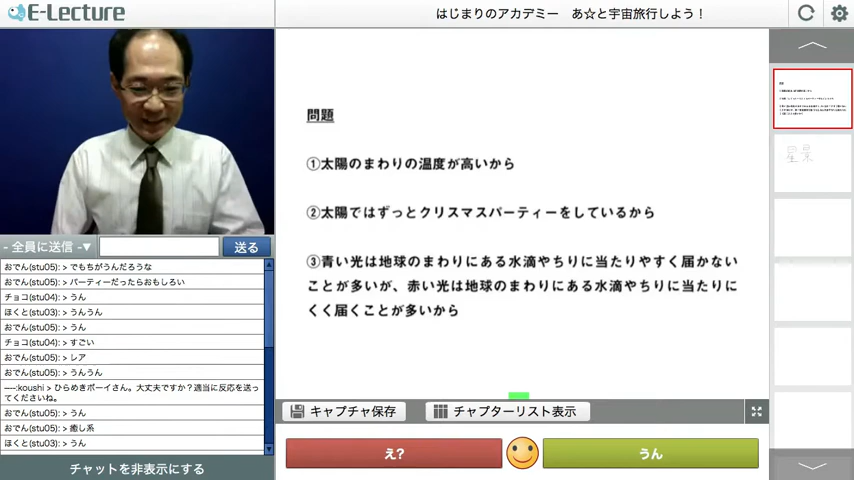 E-Lecture
はじまりのアカデミー　あ☆と宇宙旅行しよう！
- 全員に送信 -▼
送る
おでん(stu05): > でもちがうんだろうな
おでん(stu05): > パーティーだったらおもしろい
チョコ(stu04): > うん
ほくと(stu03): > うんうん
おでん(stu05): > うん
チョコ(stu04): > すごい
おでん(stu05): > レア
おでん(stu05): > うんうん
----:koushi > ひらめきボーイさん。大丈夫ですか？適当に反応を送っ
てくださいね。
おでん(stu05): > うん
おでん(stu05): > 癒し系
ほくと(stu03): > うん
チャットを非表示にする
問題
①太陽のまわりの温度が高いから
②太陽ではずっとクリスマスパーティーをしているから
③青い光は地球のまわりにある水滴やちりに当たりやすく届かない
ことが多いが、赤い光は地球のまわりにある水滴やちりに当たりに
くく届くことが多いから
キャプチャ保存
チャプターリスト表示
え?
うん
星景